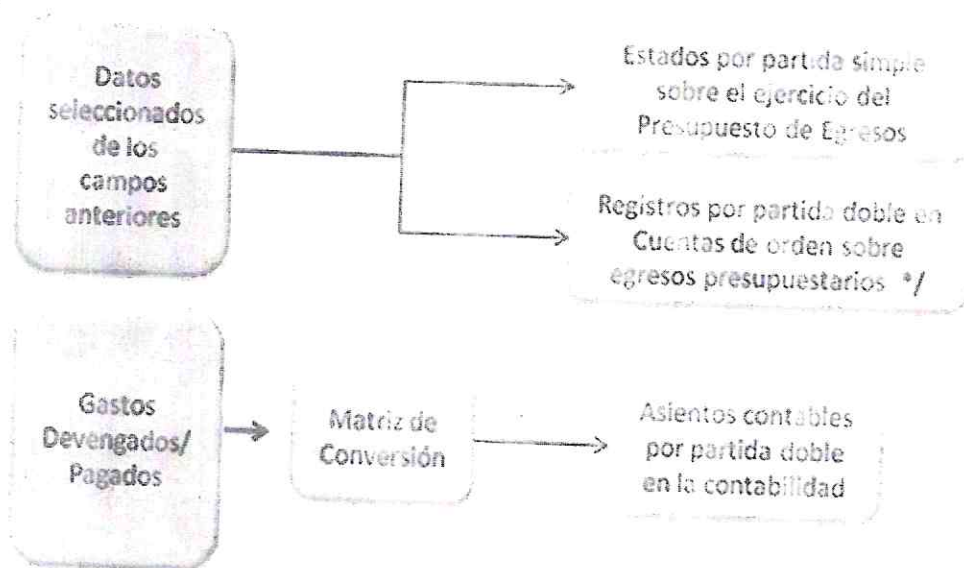 Datos
seleccionados
de los
campos
anteriores
Estados por partida simple
sobre el ejercicio del
Presupuesto de Egresos
Registros por partida doble en
Cuentas de orden sobre
egresos presupuestarios */
Gastos
Devengados/
Pagados
Matriz de
Conversión
Asientos contables
por partida doble
en la contabilidad